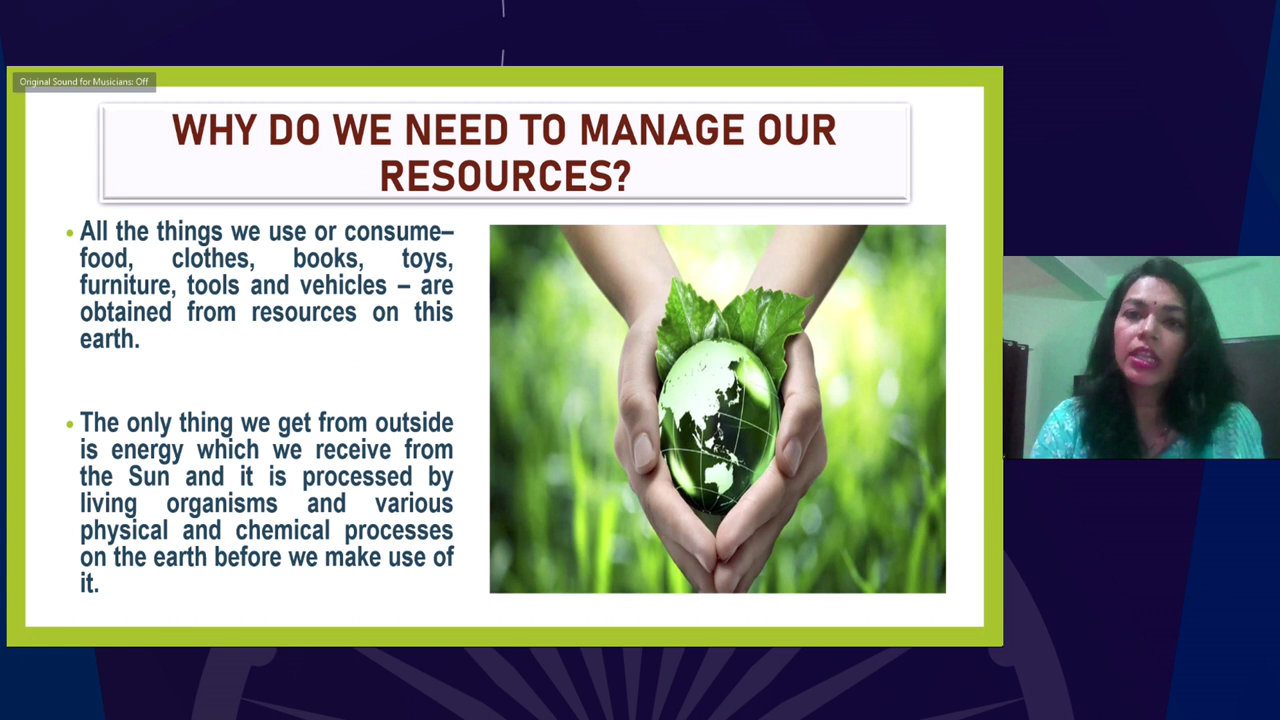 Original Sound for Musicians: Off
WHY DO WE NEED TO MANAGE OUR
RESOURCES?
• All the things we use or consume–
food, clothes, books, toys,
furniture, tools and vehicles – are
obtained from resources on this
earth.
• The only thing we get from outside
is energy which we receive from
the Sun and it is processed by
living organisms and various
physical and chemical processes
on the earth before we make use of
it.